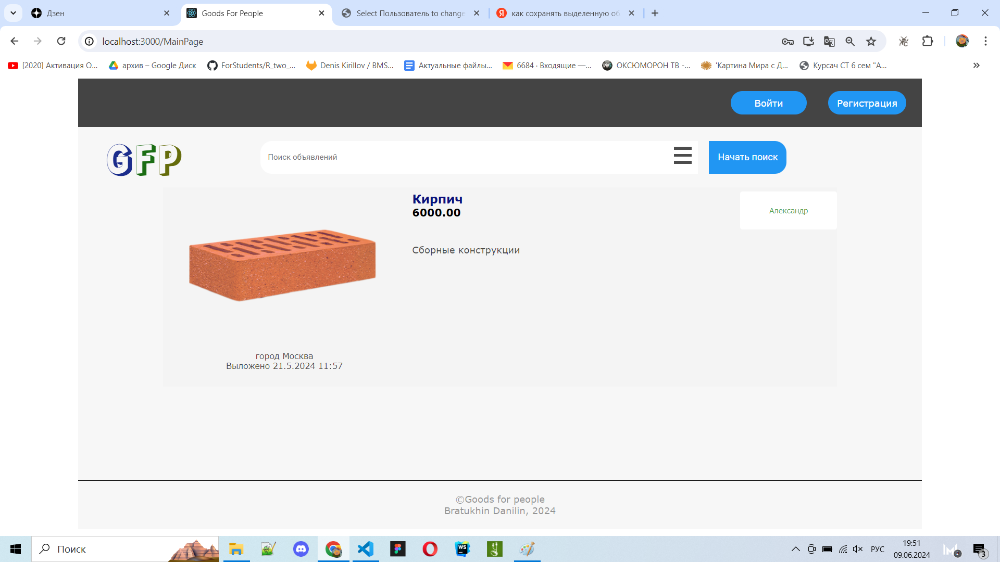 Дзен
Goods For People
Select Пользователь to change
как сохранять выделенную об
localhost:3000/MainPage
[2020] Активация О...
архив – Google Диск
ForStudents/R_two_...
Denis Kirillov / BMS...
Актуальные файлы...
6684 · Входящие —...
ОКСЮМОРОН ТВ -...
'Картина Мира с Д...
Курсач СТ 6 сем "А...
Войти
Регистрация
GFP
Поиск объявлений
Начать поиск
Кирпич
6000.00
Александр
Сборные конструкции
город Москва
Выложено 21.5.2024 11:57
©Goods for people
Bratukhin Danilin, 2024
Поиск
WS
РУС
19:51
09.06.2024
3
3